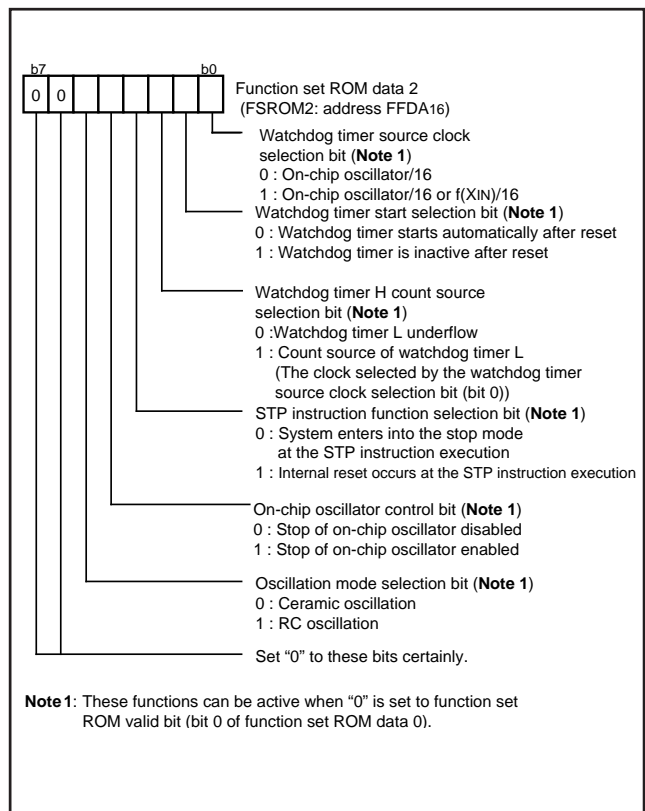 b7 b0
0 0 Function set ROM data 2
(FSROM2: address FFDA16)
Watchdog timer source clock
selection bit (Note 1)
0 : On-chip oscillator/16
1 : On-chip oscillator/16 or f(XIN)/16
Watchdog timer start selection bit (Note 1)
0 : Watchdog timer starts automatically after reset
1 : Watchdog timer is inactive after reset
Watchdog timer H count source
selection bit (Note 1)
0 :Watchdog timer L underflow
1 : Count source of watchdog timer L
(The clock selected by the watchdog timer
source clock selection bit (bit 0))
STP instruction function selection bit (Note 1)
0 : System enters into the stop mode
at the STP instruction execution
1 : Internal reset occurs at the STP instruction execution
On-chip oscillator control bit (Note 1)
0 : Stop of on-chip oscillator disabled
1 : Stop of on-chip oscillator enabled
Oscillation mode selection bit (Note 1)
0 : Ceramic oscillation
1 : RC oscillation
Set “0” to these bits certainly.
Note 1: These functions can be active when “0” is set to function set
ROM valid bit (bit 0 of function set ROM data 0).